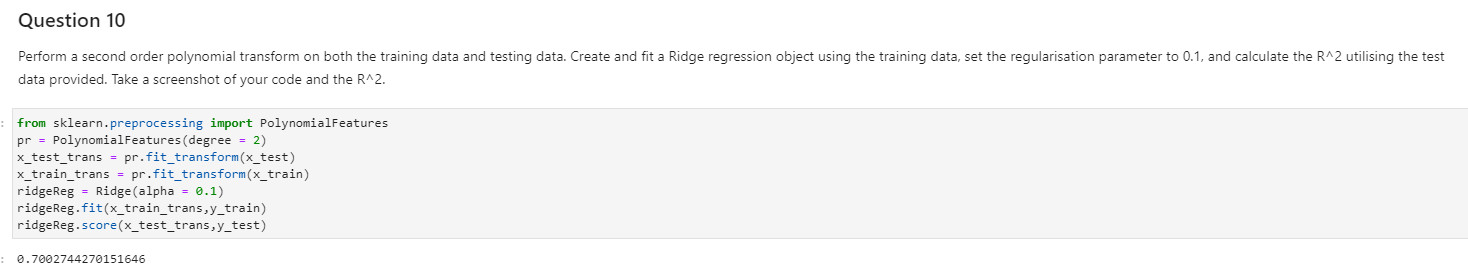 Question 10
Perform a second order polynomial transform on both the training data and testing data. Create and fit a Ridge regression object using the training data, set the regularisation parameter to 0.1, and calculate the R^2 utilising the test
data provided. Take a screenshot of your code and the R^2.
: from sklearn.preprocessing import PolynomialFeatures
pr = PolynomialFeatures(degree = 2)
x_test_trans = pr.fit_transform(x_test)
x_train_trans = pr.fit_transform(x_train)
ridgeReg = Ridge(alpha = 0.1)
ridgeReg.fit(x_train_trans,y_train)
ridgeReg.score(x_test_trans,y_test)
: 0.7002744270151646